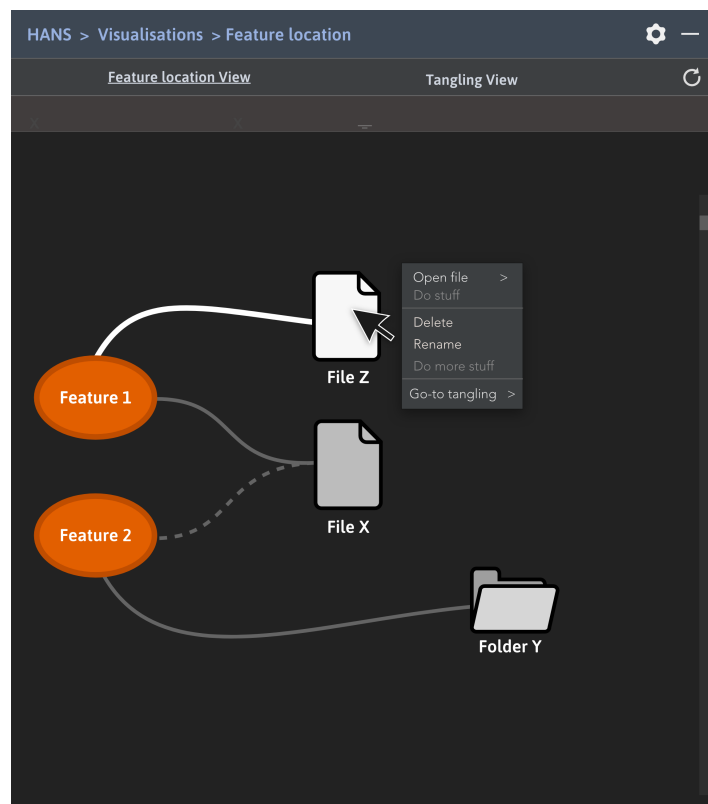 HANS > Visualisations > Feature location
Feature location View
Tangling View
X
X
Open file >
Do stuff
Delete
Rename
Do more stuff
Go-to tangling >
File Z
Feature 1
File X
Feature 2
Folder Y